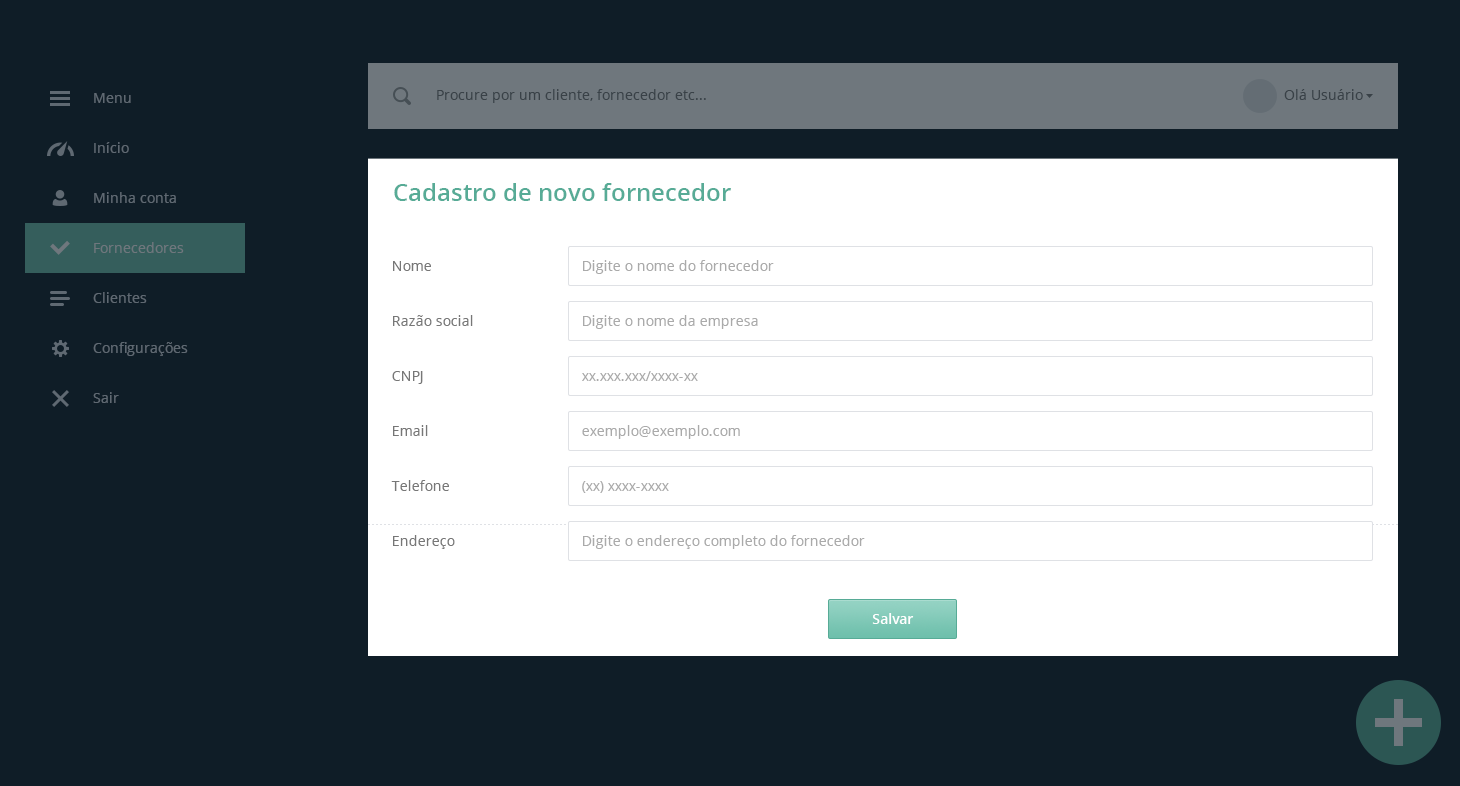 Menu
Início
Minha conta
Fornecedores
Clientes
Configurações
Sair
Procure por um cliente, fornecedor etc...
Olá Usuário
Cadastro de novo fornecedor
Nome
Digite o nome do fornecedor
Razão social
Digite o nome da empresa
CNPJ
xx.xxx.xxx/xxxx-xx
Email
exemplo@exemplo.com
Telefone
(xx) xxxx-xxxx
Endereço
Digite o endereço completo do fornecedor
Salvar